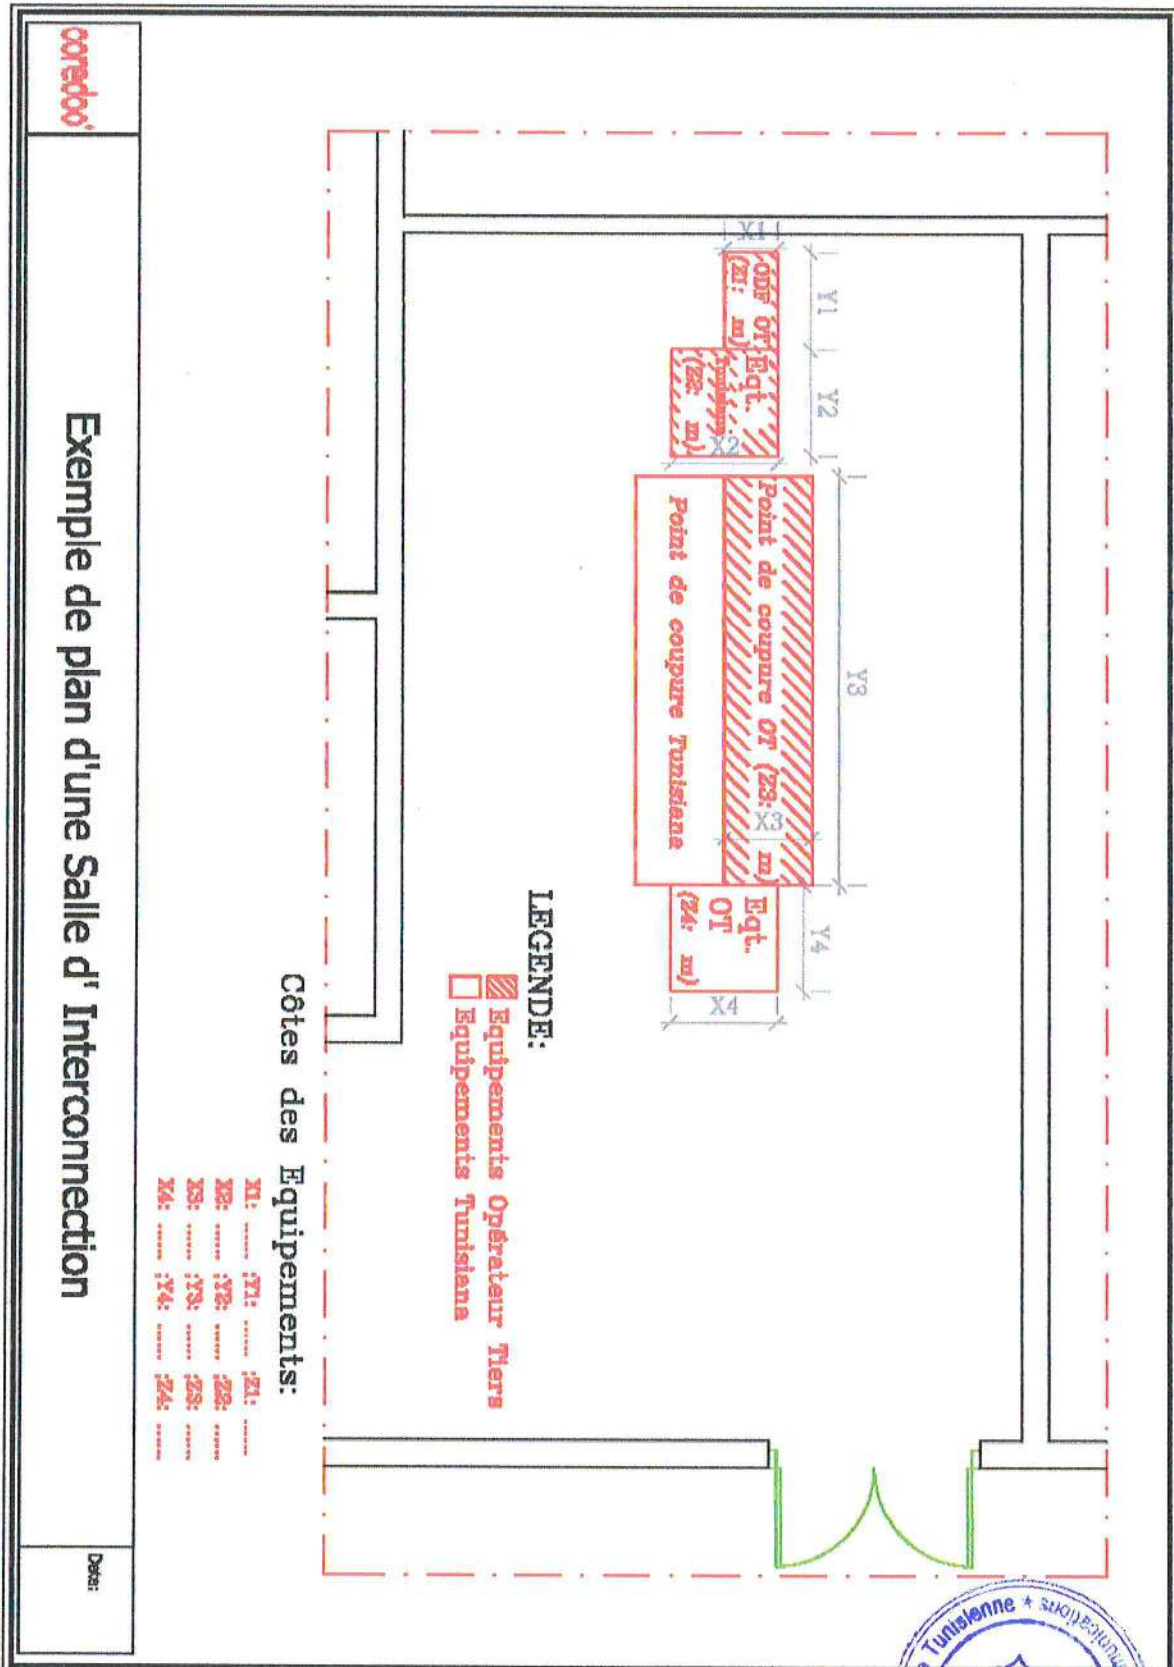 Y1
Y2
Y3
Y4
X1
ODF OT
(Z1: m)
Eqt.
Tunisiana
(Z2: m)
X2
Point de coupure OT (Z3: m)
X3
Point de coupure Tunisiana
Eqt.
OT
(Z4: m)
X4
LEGENDE:
Equipements Opérateur Tiers
Equipements Tunisiana
Côtes des Equipements:
X1: ...... ;Y1: ...... ;Z1: ......
X2: ...... ;Y2: ...... ;Z2: ......
X3: ...... ;Y3: ...... ;Z3: ......
X4: ...... ;Y4: ...... ;Z4: ......
ooredoo'
Exemple de plan d'une Salle d' Interconnection
Date:
Tunisienne *